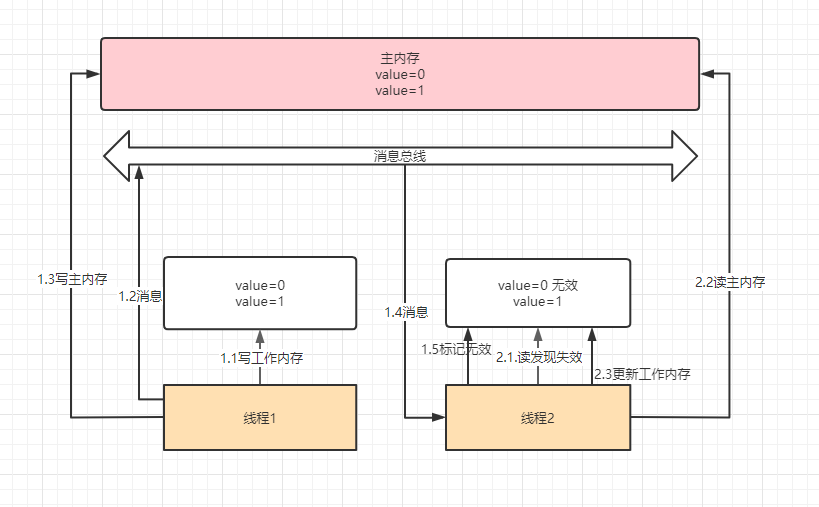 主内存
value=0
value=1
消息总线
1.3写主内存
1.2消息
value=0
value=1
1.4消息
value=0 无效
value=1
2.2读主内存
1.1写工作内存
1.5标记无效
2.1.读发现失效
2.3更新工作内存
线程1
线程2